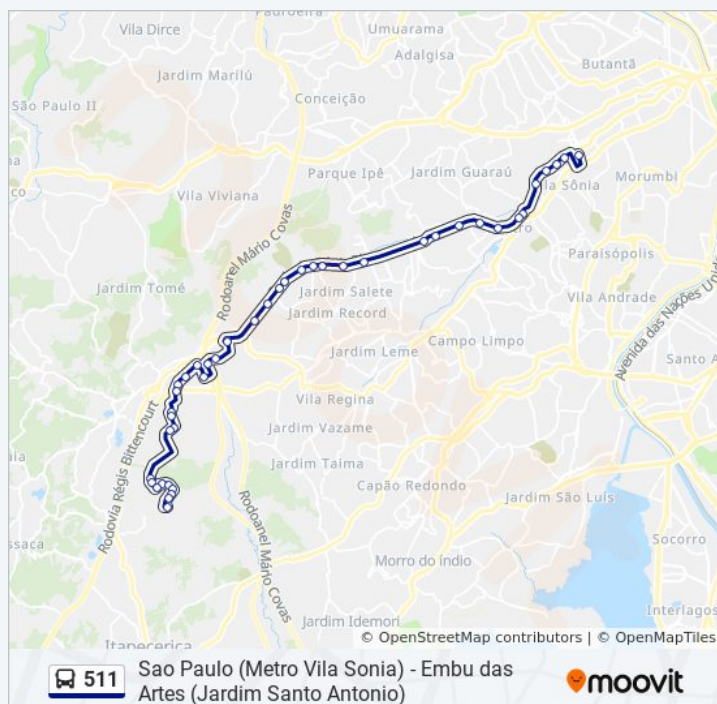 Umuarama
Vila Dirce
Adalgisa
Butantã
Jardim Marilú
São Paulo II
Conceição
Parque Ipê
Jardim Guaraú
Vila Viviana
Morumbi
Rodoanel Mário Covas
Paraisópolis
Jardim Tomé
Jardim Salete
Vila Andrade
Avenida das Nações Unid
Jardim Record
Jardim Leme
Campo Limpo
Vila Regina
Jardim Vazame
Rodovia Régis Bittencourt
Jardim Taima
Capão Redondo
Jardim São Luís
Rodoanel Mário Covas
Socorro
Morro do Índio
Interlagos
Jardim Idemori
Itapecerica
© OpenStreetMap contributors | © OpenMapTiles
511
Sao Paulo (Metro Vila Sonia) - Embu das
Artes (Jardim Santo Antonio)
moovit